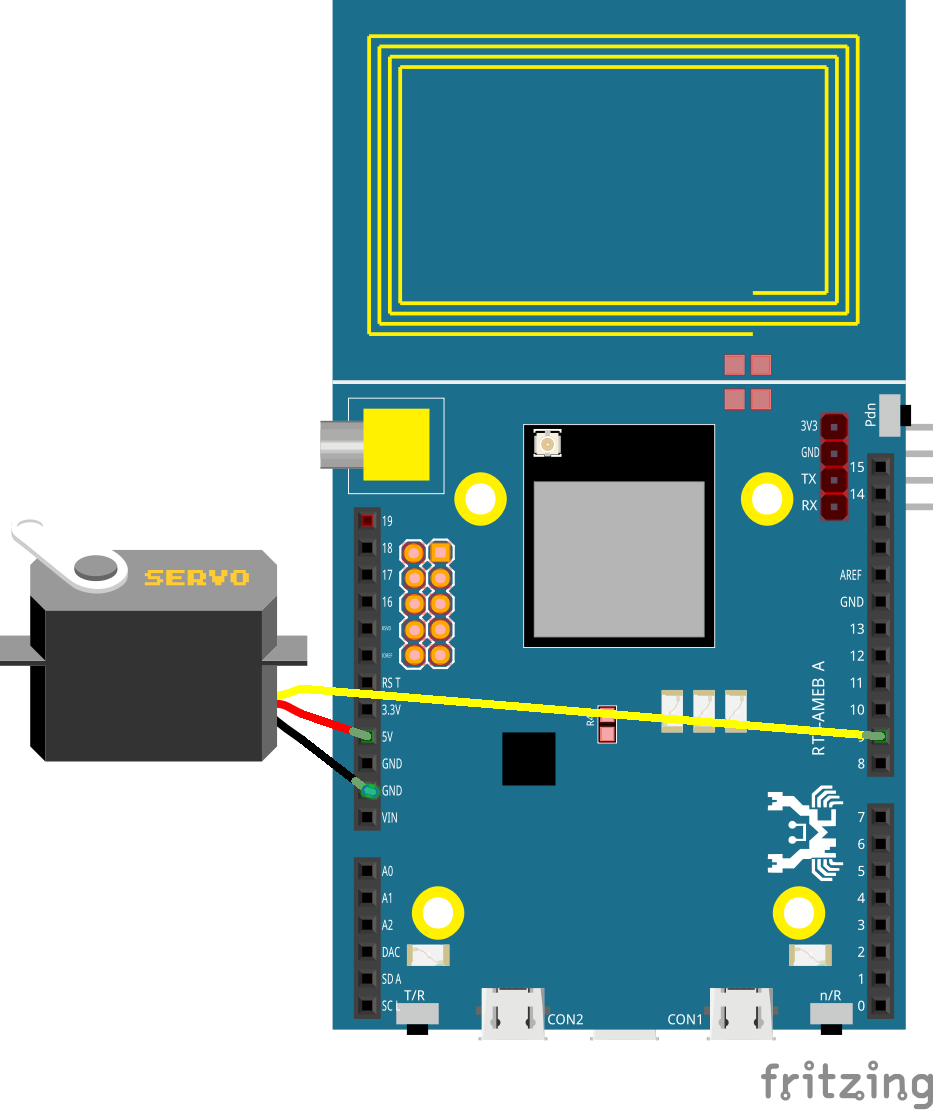 Pdn
3V3
GND
TX
RX
15
14
19
18
17
16
RS T
3.3V
5V
GND
GND
VIN
SERVO
AREF
GND
13
12
11
10
8
AMEB A
7
6
5
4
3
2
1
0
A0
A1
A2
DAC
SD A
SC L
T/R
CON2
CON1
n/R
fritzing